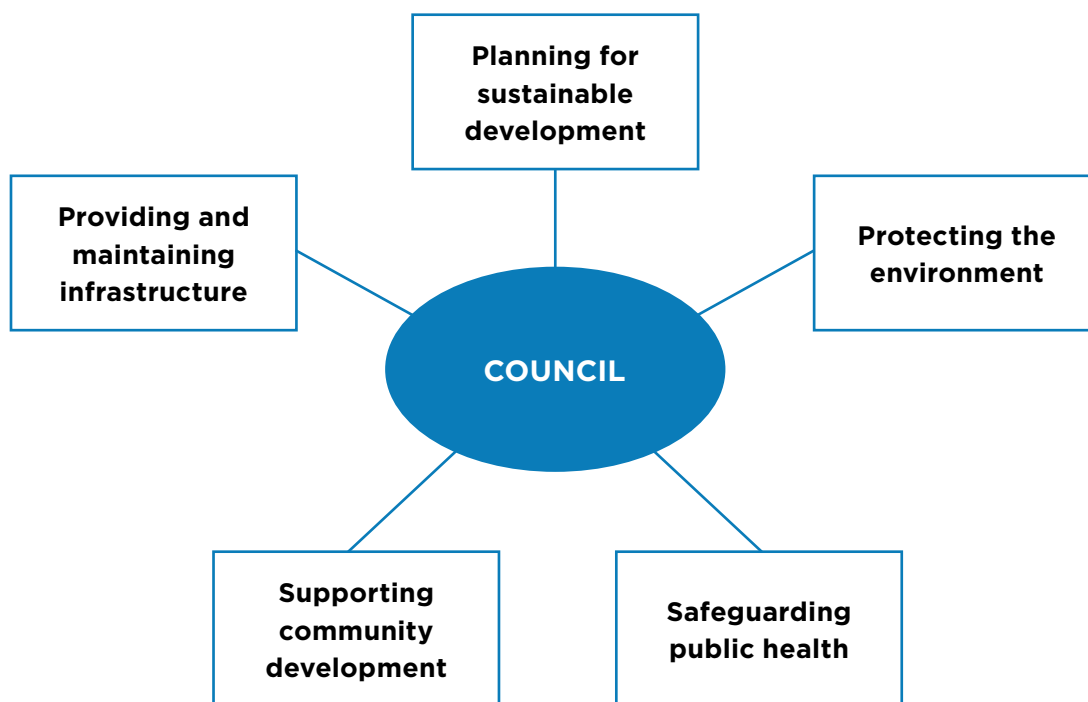 Planning for
sustainable
development
Providing and
maintaining
infrastructure
Protecting the
environment
COUNCIL
Supporting
community
development
Safeguarding
public health